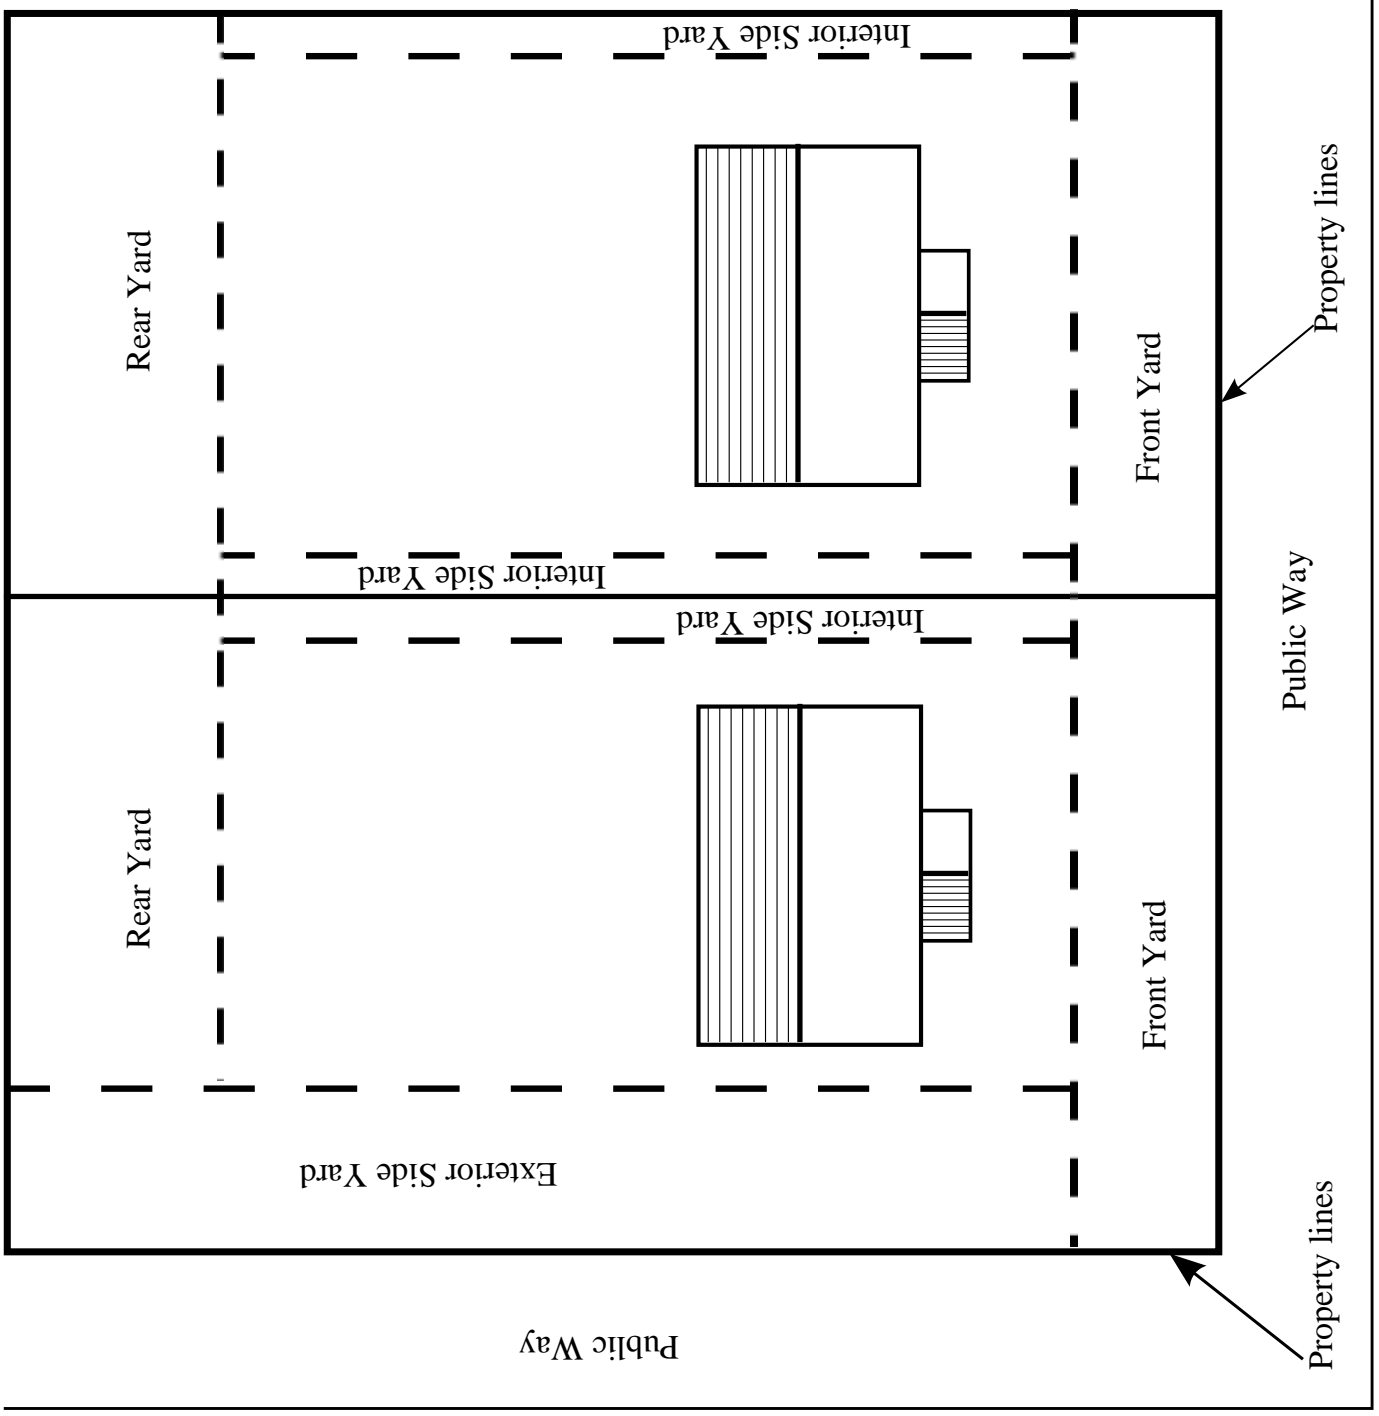 Rear Yard
Rear Yard
Exterior Side Yard
Interior Side Yard
Interior Side Yard
Interior Side Yard
Front Yard
Front Yard
Public Way
Public Way
Property lines
Property lines